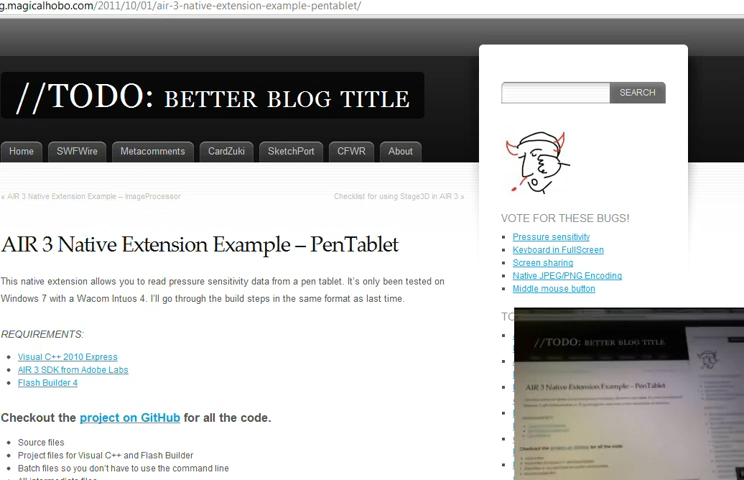 g.magicalhobo.com/2011/10/01/air-3-native-extension-example-pentablet/
//TODO: BETTER BLOG TITLE
SEARCH
Home
SWFWire
Metacomments
CardZuki
SketchPort
CFWR
About
« AIR 3 Native Extension Example – ImageProcessor
Checklist for using Stage3D in AIR 3 »
AIR 3 Native Extension Example – PenTablet
This native extension allows you to read pressure sensitivity data from a pen tablet. It's only been tested on
Windows 7 with a Wacom Intuos 4. I'll go through the build steps in the same format as last time.
REQUIREMENTS:
Visual C++ 2010 Express
AIR 3 SDK from Adobe Labs
Flash Builder 4
Checkout the project on GitHub for all the code.
Source files
Project files for Visual C++ and Flash Builder
Batch files so you don't have to use the command line
All intermediate files
VOTE FOR THESE BUGS!
Pressure sensitivity
Keyboard in FullScreen
Screen sharing
Native JPEG/PNG Encoding
Middle mouse button
TO
//TODO: BETTER BLOG TITLE
AIR 3 Native Extension Example – PenTablet